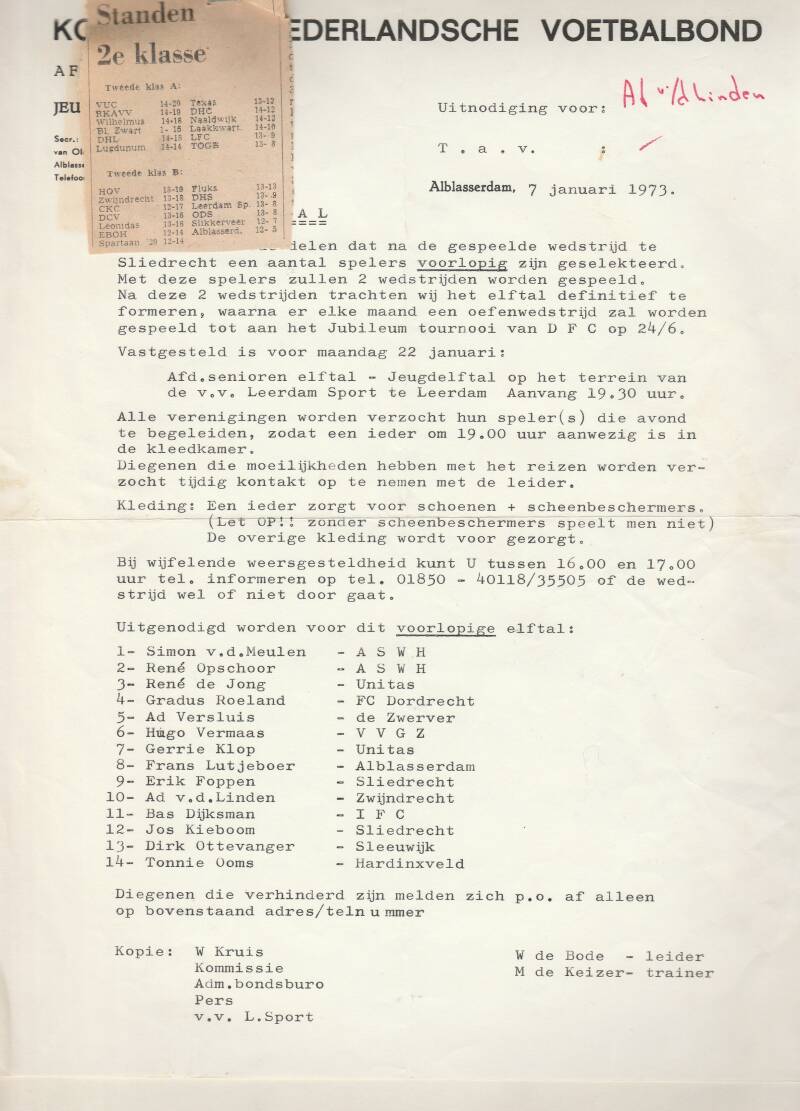 KO EDERLANDSCHE VOETBALBOND
Standen
2e klasse
Tweede klas A:
VUC 14-20 Texas 13-12
RKAVV 14-19 DHC 14-12
Wilhelmus 14-18 Naaldwijk 14-12
Bl. Zwart 1- 16 Laakkwart. 14-10
DHL 14-15 LFC 13- 9
Lugdunum 14-14 TOGB 13- 8
Tweede klas B:
HOV 13-19 Fluks 13-13
Zwijndrecht 13-18 DHS 13- 9
CKC 12-17 Leerdam Sp. 13- 8
DCV 13-16 ODS 13- 8
Leonidas 13-16 Slikkerveer 12- 7
EBOH 12-14 Alblasserd. 12- 5
Spartaan '20 12-14
AF
JEU
Secr.:
van Ol
Alblass
Telefoo
Uitnodiging voor: Ad v/d Linden
T . a . v. :
Alblasserdam, 7 januari 1973.
A L
delen dat na de gespeelde wedstrijd te
Sliedrecht een aantal spelers voorlopig zijn geselekteerd.
Met deze spelers zullen 2 wedstrijden worden gespeeld.
Na deze 2 wedstrijden trachten wij het elftal definitief te
formeren, waarna er elke maand een oefenwedstrijd zal worden
gespeeld tot aan het Jubileum tournooi van D F C op 24/6.
Vastgesteld is voor maandag 22 januari:
Afd.senioren elftal - Jeugdelftal op het terrein van
de v.v. Leerdam Sport te Leerdam Aanvang 19.30 uur.
Alle verenigingen worden verzocht hun speler(s) die avond
te begeleiden, zodat een ieder om 19.00 uur aanwezig is in
de kleedkamer.
Diegenen die moeilijkheden hebben met het reizen worden ver-
zocht tijdig kontakt op te nemen met de leider.
Kleding: Een ieder zorgt voor schoenen + scheenbeschermers.
(Let OP!! zonder scheenbeschermers speelt men niet)
De overige kleding wordt voor gezorgt.
Bij wijfelende weersgesteldheid kunt U tussen 16.00 en 17.00
uur tel. informeren op tel. 01850 - 40118/35505 of de wed-
strijd wel of niet door gaat.
Uitgenodigd worden voor dit voorlopige elftal:
1- Simon v.d.Meulen - A S W H
2- René Opschoor - A S W H
3- René de Jong - Unitas
4- Gradus Roeland - FC Dordrecht
5- Ad Versluis - de Zwerver
6- Hugo Vermaas - V V G Z
7- Gerrie Klop - Unitas
8- Frans Lutjeboer - Alblasserdam
9- Erik Foppen - Sliedrecht
10- Ad v.d.Linden - Zwijndrecht
11- Bas Dijksman - I F C
12- Jos Kieboom - Sliedrecht
13- Dirk Ottevanger - Sleeuwijk
14- Tonnie Ooms - Hardinxveld
Diegenen die verhinderd zijn melden zich p.o. af alleen
op bovenstaand adres/telnummer
Kopie: W Kruis
Kommissie
Adm.bondsburo
Pers
v.v. L.Sport
W de Bode - leider
M de Keizer- trainer